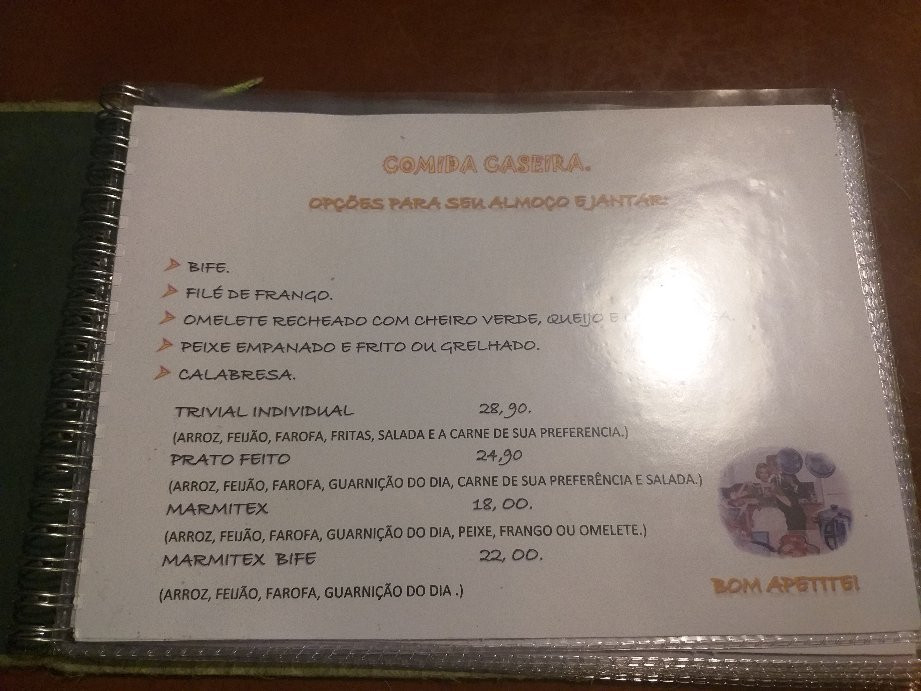 COMIDA CASEIRA.
OPÇÕES PARA SEU ALMOÇO E JANTAR:
BIFE.
FILÉ DE FRANGO.
OMELETE RECHEADO COM CHEIRO VERDE, QUEIJO E
PEIXE EMPANADO E FRITO OU GRELHADO.
CALABRESA.
TRIVIAL INDIVIDUAL 28,90.
(ARROZ, FEIJÃO, FAROFA, FRITAS, SALADA E A CARNE DE SUA PREFERENCIA.)
PRATO FEITO 24,90
(ARROZ, FEIJÃO, FAROFA, GUARNIÇÃO DO DIA, CARNE DE SUA PREFERÊNCIA E SALADA.)
MARMITEX 18,00.
(ARROZ, FEIJÃO, FAROFA, GUARNIÇÃO DO DIA, PEIXE, FRANGO OU OMELETE.)
MARMITEX BIFE 22,00.
(ARROZ, FEIJÃO, FAROFA, GUARNIÇÃO DO DIA .)
BOM APETITE!